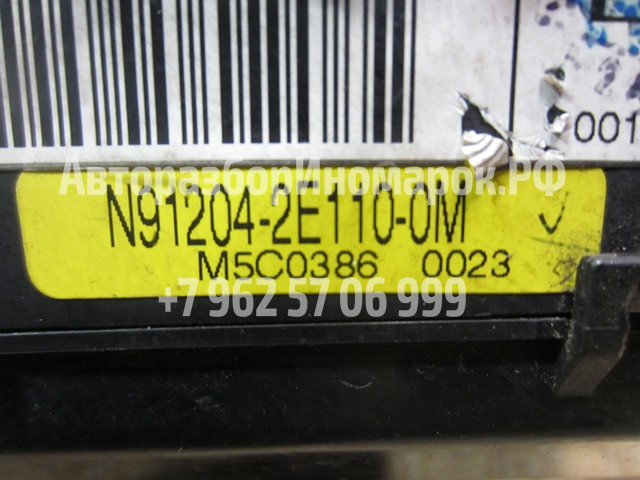 001
АвторазборИномарок.РФ
N91204-2E110-0M
M5C0386 0023
+7 962 57 06 999